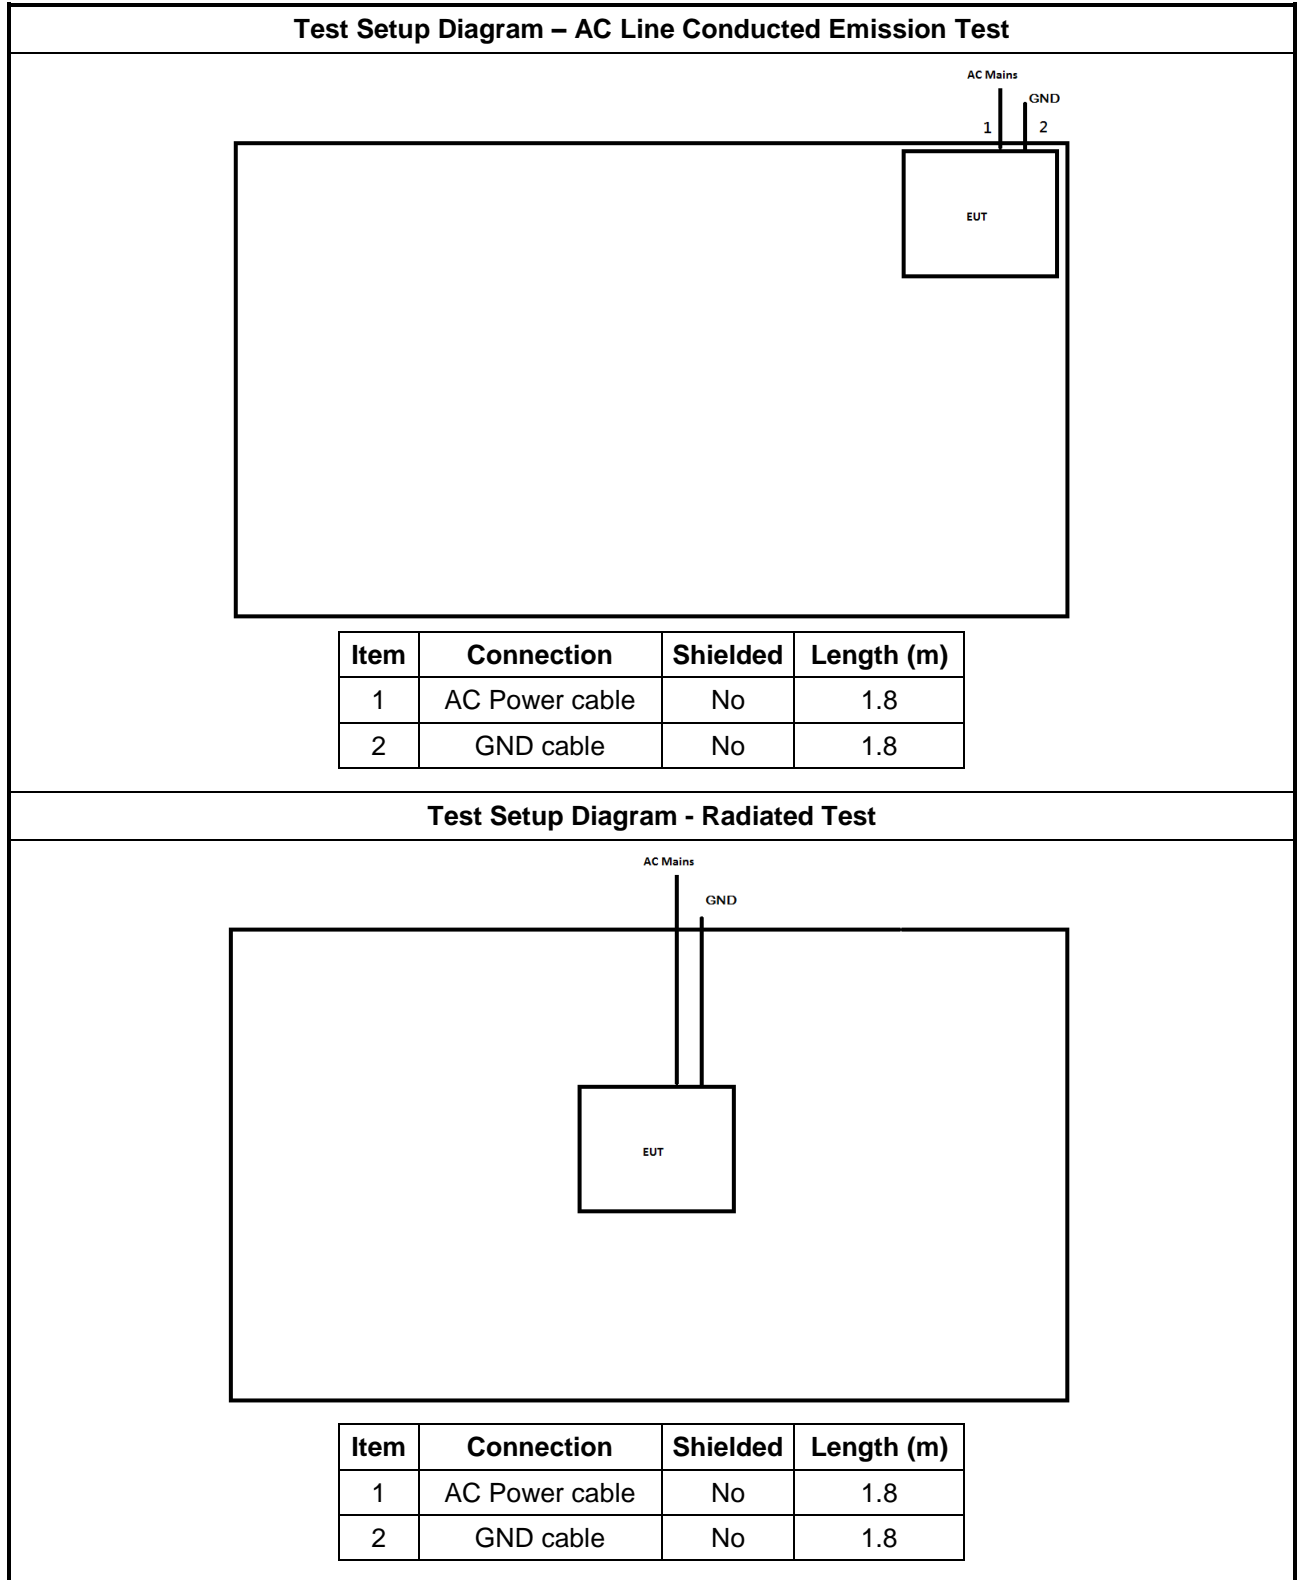 Test Setup Diagram – AC Line Conducted Emission Test
AC Mains
GND
1 2
EUT
Item Connection Shielded Length (m)
1 AC Power cable No 1.8
2 GND cable No 1.8
Test Setup Diagram - Radiated Test
AC Mains
GND
EUT
Item Connection Shielded Length (m)
1 AC Power cable No 1.8
2 GND cable No 1.8